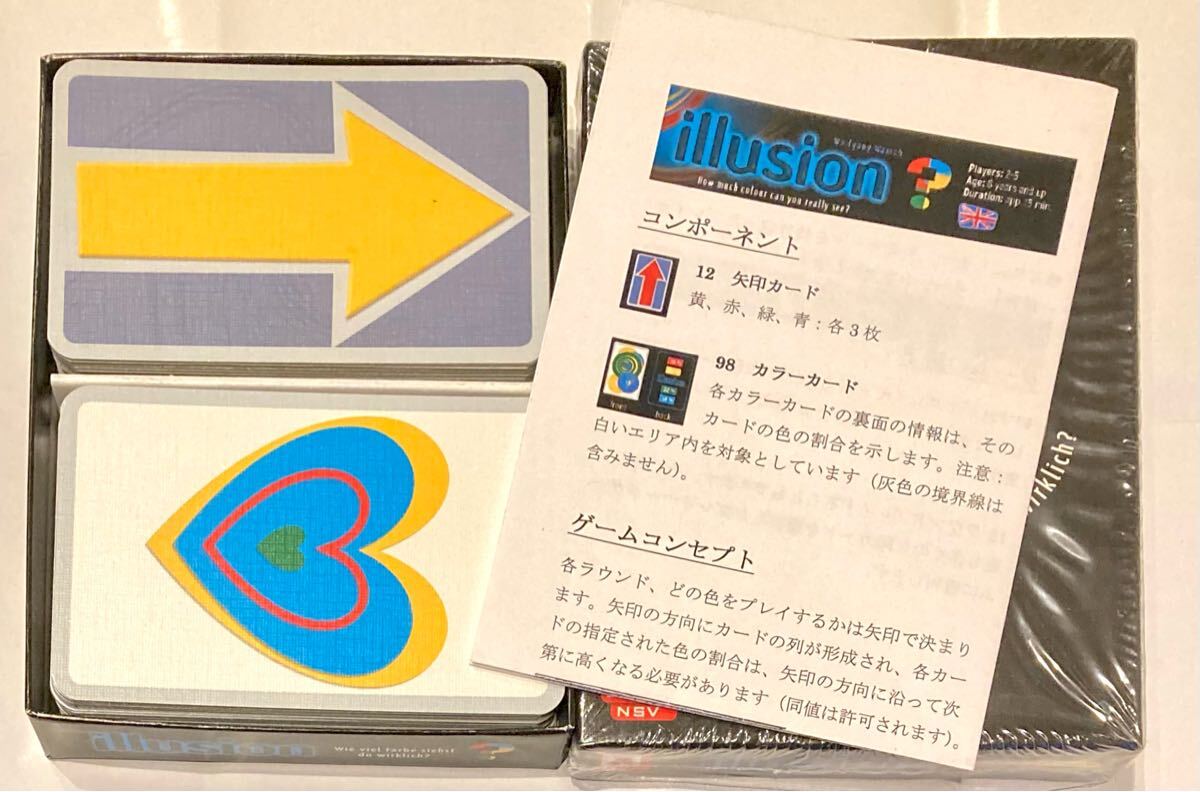 illusion
Wolfgang Warsch
How much colour can you really see?
Players: 2-5
Age: 8 years and up
Duration: app. 15 min.
コンポーネント
12 矢印カード
黄、赤、緑、青：各3枚
98 カラーカード
各カラーカードの裏面の情報は、その
カードの色の割合を示します。注意：
白いエリア内を対象としています（灰色の境界線は
含みません）。
front
back
ゲームコンセプト
各ラウンド、どの色をプレイするかは矢印で決まり
ます。矢印の方向にカードの列が形成され、各カー
ドの指定された色の割合は、矢印の方向に沿って次
第に高くなる必要があります（同値は許可されます）。
wirklich?
NSV
illusion
Wie viel Farbe siehst
du wirklich?